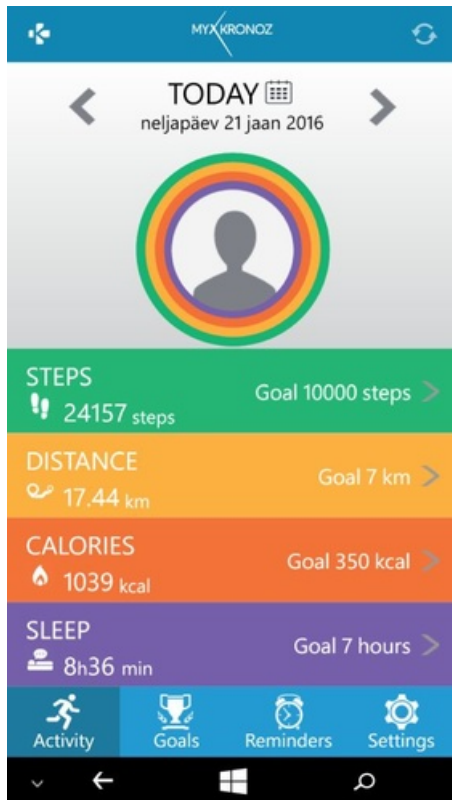 MYKRONOZ
TODAY
neljapäev 21 jaan 2016
STEPS
24157 steps
Goal 10000 steps
DISTANCE
17.44 km
Goal 7 km
CALORIES
1039 kcal
Goal 350 kcal
SLEEP
8h36 min
Goal 7 hours
Activity
Goals
Reminders
Settings